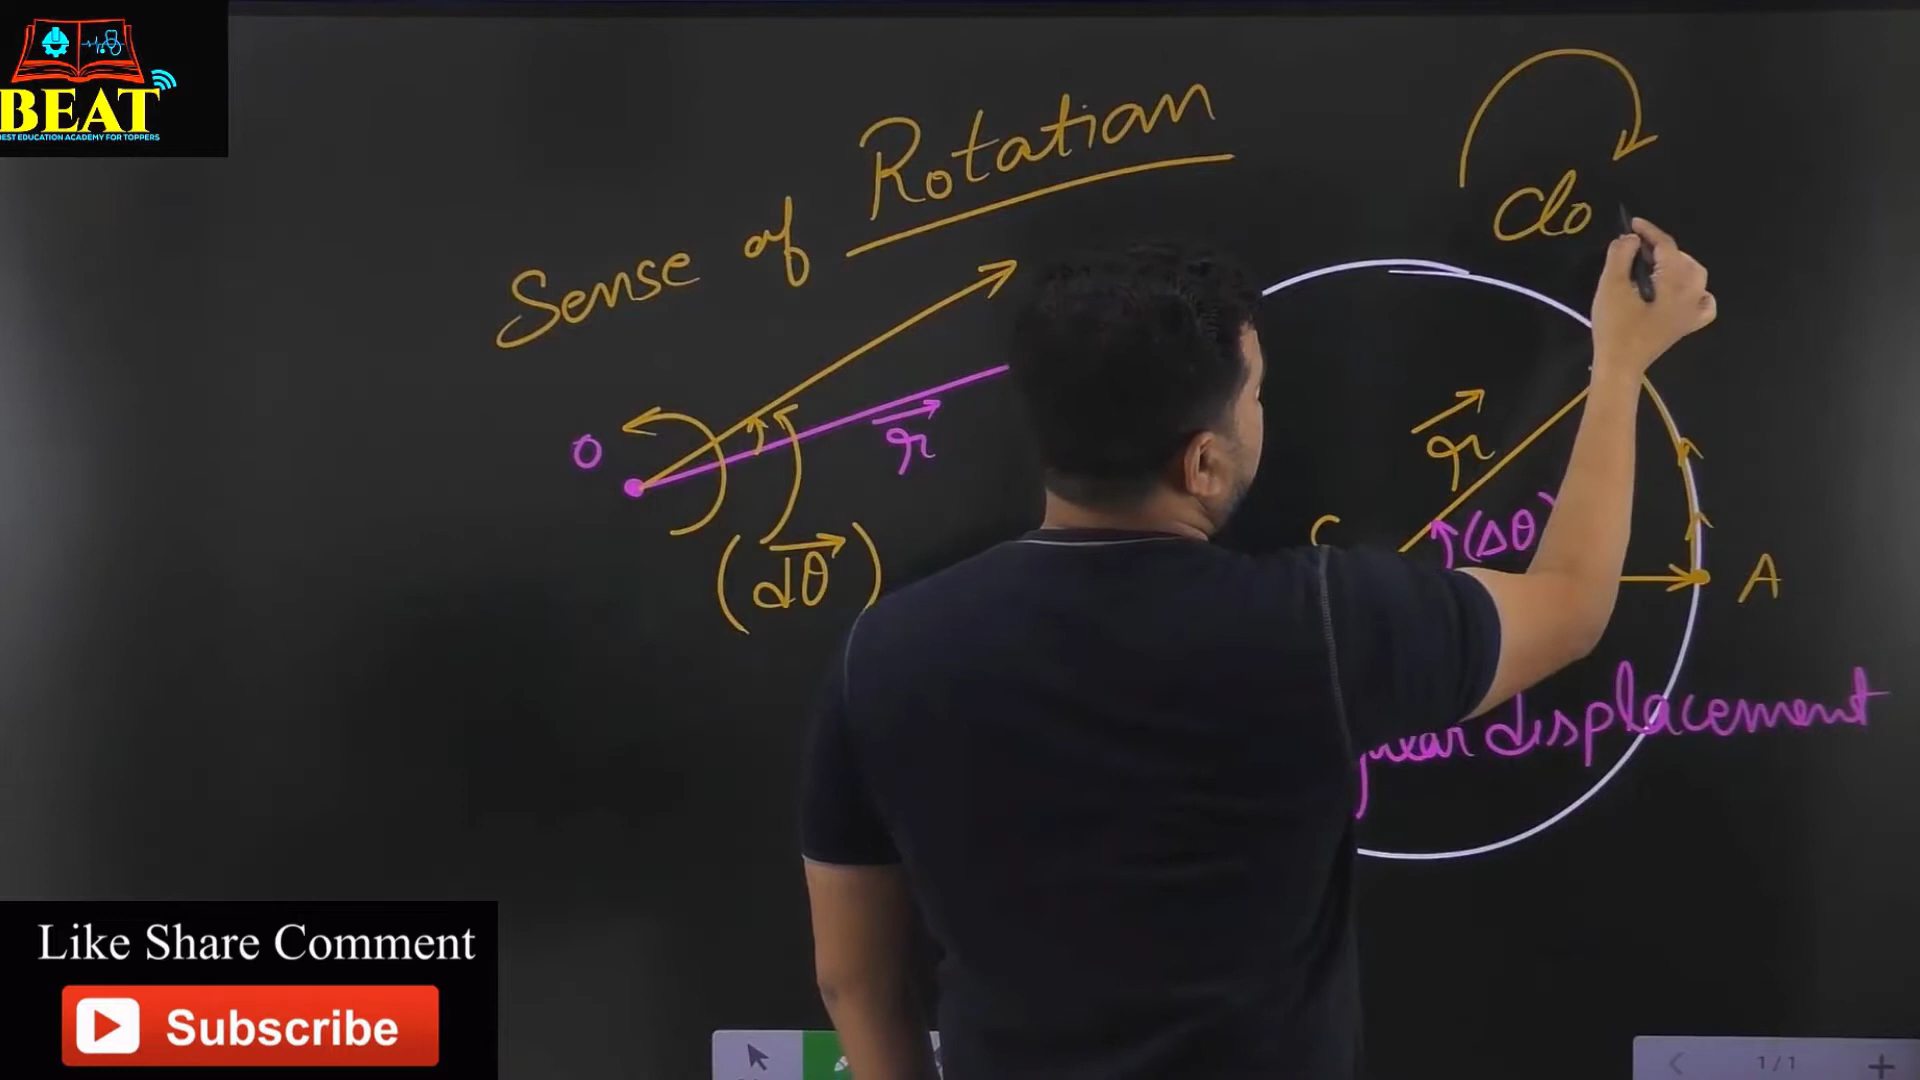 BEAT
BEST EDUCATION ACADEMY FOR TOPPERS
Sense of Rotation
clo
O
r
r
(Δθ)
C
(dθ)
A
displacement
Like Share Comment
Subscribe
1/1